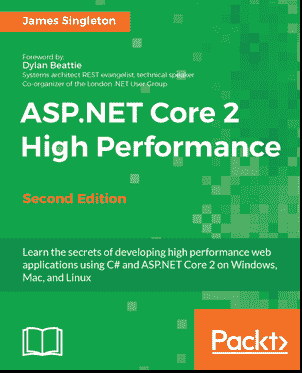 James Singleton
Foreword by:
Dylan Beattie
Systems architect REST evangelist, technical speaker
Co-organizer of the London .NET User Group
ASP.NET Core 2
High Performance
Second Edition
Learn the secrets of developing high performance web
applications using C# and ASP.NET Core 2 on Windows,
Mac, and Linux
Packt>